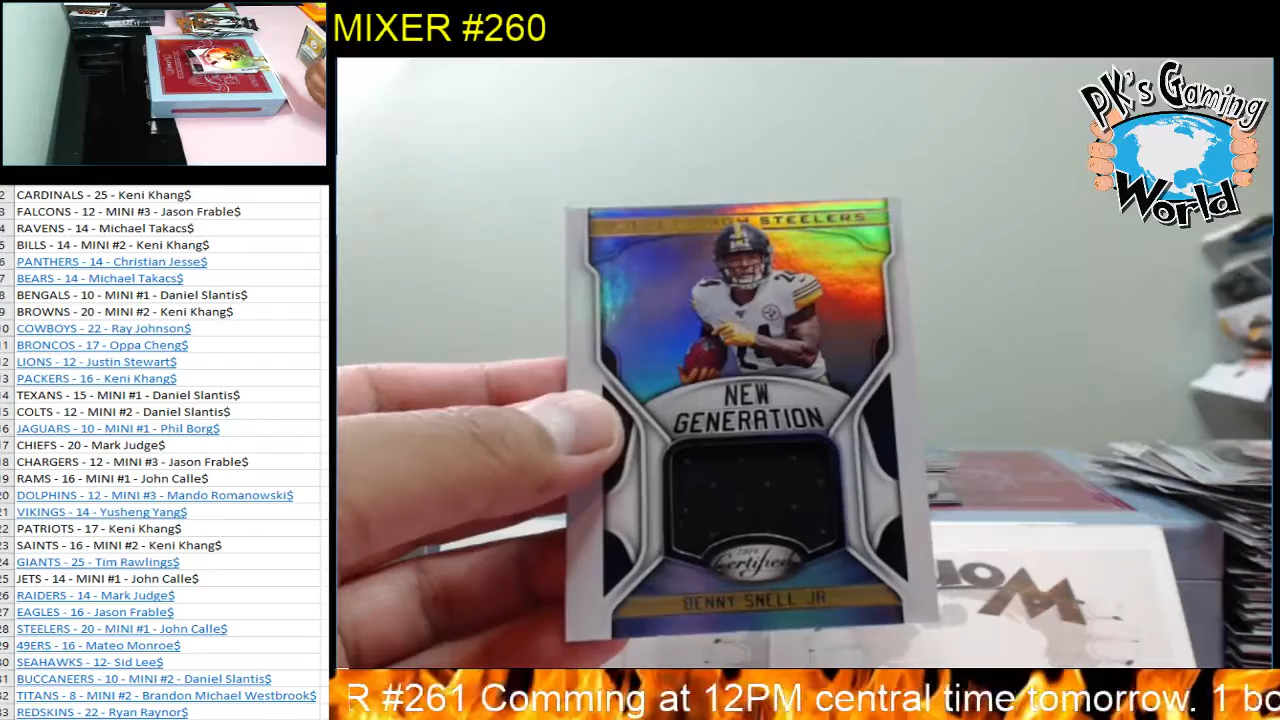 MIXER #260
PK's Gaming World
2 CARDINALS - 25 - Keni Khang$
3 FALCONS - 12 - MINI #3 - Jason Frable$
4 RAVENS - 14 - Michael Takacs$
5 BILLS - 14 - MINI #2 - Keni Khang$
6 PANTHERS - 14 - Christian Jesse$
7 BEARS - 14 - Michael Takacs$
8 BENGALS - 10 - MINI #1 - Daniel Slantis$
9 BROWNS - 20 - MINI #2 - Keni Khang$
10 COWBOYS - 22 - Ray Johnson$
11 BRONCOS - 17 - Oppa Cheng$
12 LIONS - 12 - Justin Stewart$
13 PACKERS - 16 - Keni Khang$
14 TEXANS - 15 - MINI #1 - Daniel Slantis$
15 COLTS - 12 - MINI #2 - Daniel Slantis$
16 JAGUARS - 10 - MINI #1 - Phil Borg$
17 CHIEFS - 20 - Mark Judge$
18 CHARGERS - 12 - MINI #3 - Jason Frable$
19 RAMS - 16 - MINI #1 - John Calle$
20 DOLPHINS - 12 - MINI #3 - Mando Romanowski$
21 VIKINGS - 14 - Yusheng Yang$
22 PATRIOTS - 17 - Keni Khang$
23 SAINTS - 16 - MINI #2 - Keni Khang$
24 GIANTS - 25 - Tim Rawlings$
25 JETS - 14 - MINI #1 - John Calle$
26 RAIDERS - 14 - Mark Judge$
27 EAGLES - 16 - Jason Frable$
28 STEELERS - 20 - MINI #1 - John Calle$
29 49ERS - 16 - Mateo Monroe$
30 SEAHAWKS - 12- Sid Lee$
31 BUCCANEERS - 10 - MINI #2 - Daniel Slantis$
32 TITANS - 8 - MINI #2 - Brandon Michael Westbrook$
33 REDSKINS - 22 - Ryan Raynor$
STEELERS
24
NEW
GENERATION
2019
Certified
BENNY SNELL JR
R #261 Comming at 12PM central time tomorrow. 1 bo